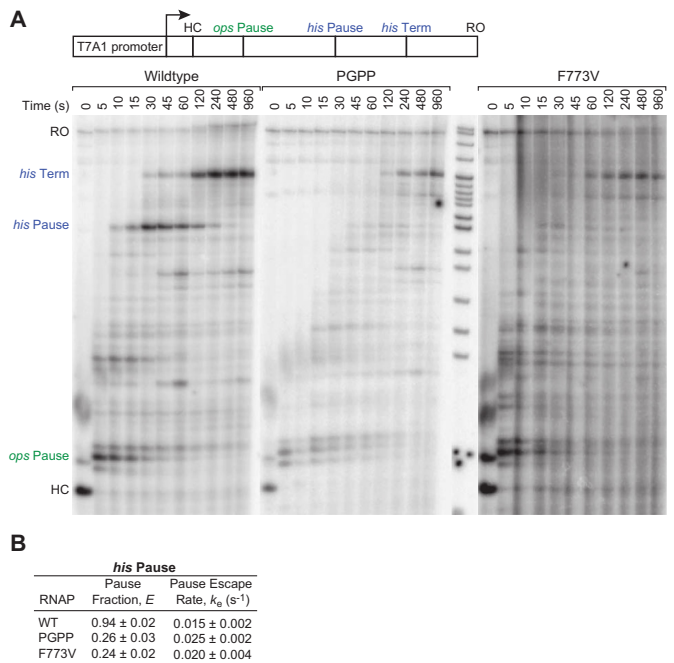 A
HC ops Pause his Pause his Term RO
T7A1 promoter
Wildtype PGPP F773V
Time (s) 0 5 10 15 30 45 60 120 240 480 960 0 5 10 15 30 45 60 120 240 480 960 0 5 10 15 30 45 60 120 240 480 960
RO
his Term
his Pause
ops Pause
HC
B
his Pause
Pause Pause Escape
RNAP Fraction, E Rate, ke (s-1)
WT 0.94 ± 0.02 0.015 ± 0.002
PGPP 0.26 ± 0.03 0.025 ± 0.002
F773V 0.24 ± 0.02 0.020 ± 0.004